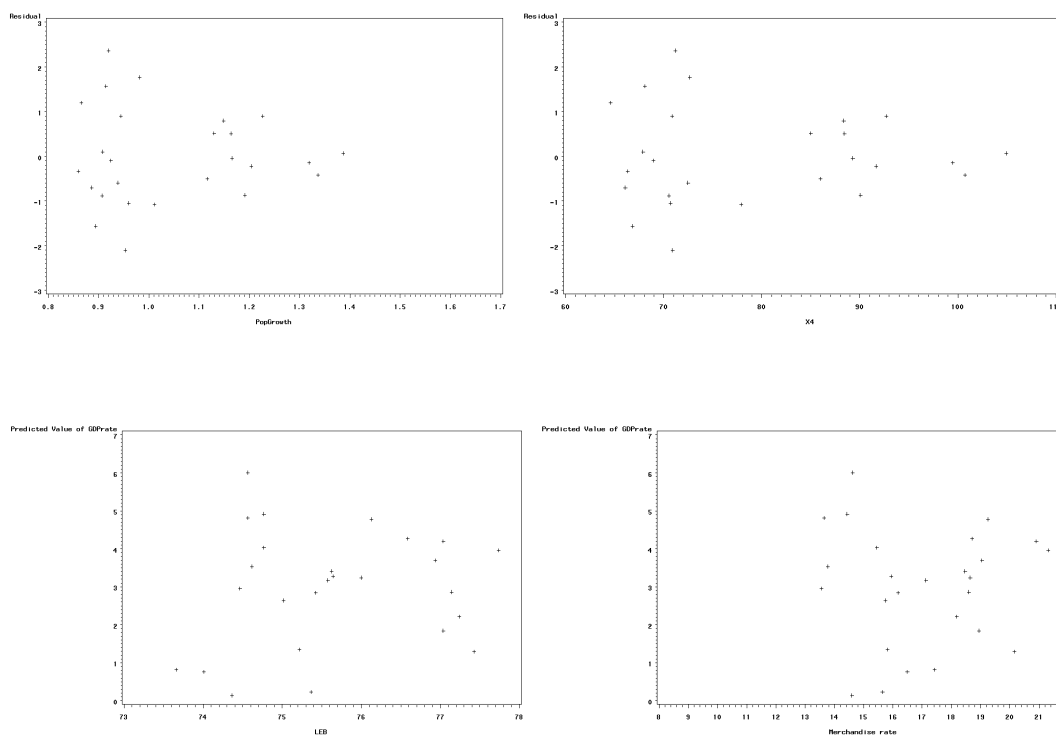 Residual
3
2
1
0
-1
-2
-3
0.8 0.9 1.0 1.1 1.2 1.3 1.4 1.5 1.6 1.7
PopGrowth
Residual
3
2
1
0
-1
-2
-3
60 70 80 90 100
X4
Predicted Value of GDPrate
7
6
5
4
3
2
1
0
73 74 75 76 77 78
LEB
Predicted Value of GDPrate
7
6
5
4
3
2
1
0
8 9 10 11 12 13 14 15 16 17 18 19 20 21
Merchandise rate